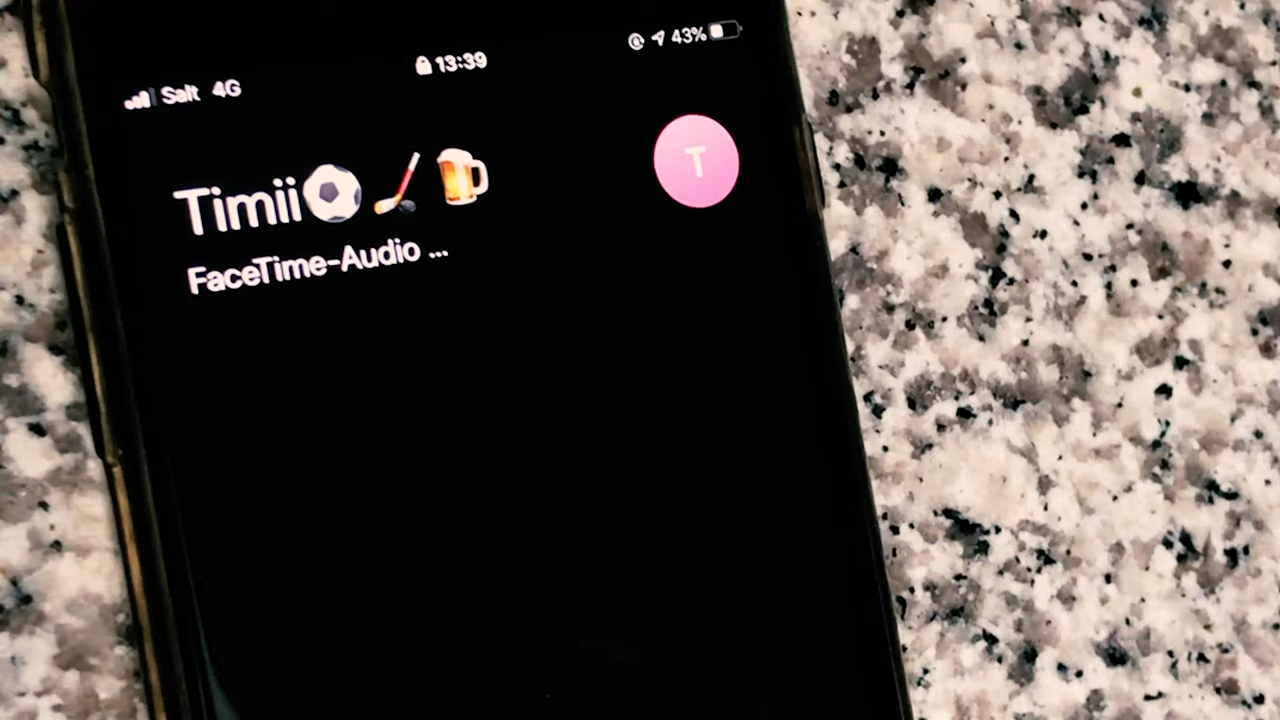 Salt 4G
13:39
43%
Timii⚽🏒🍺
T
FaceTime-Audio ...